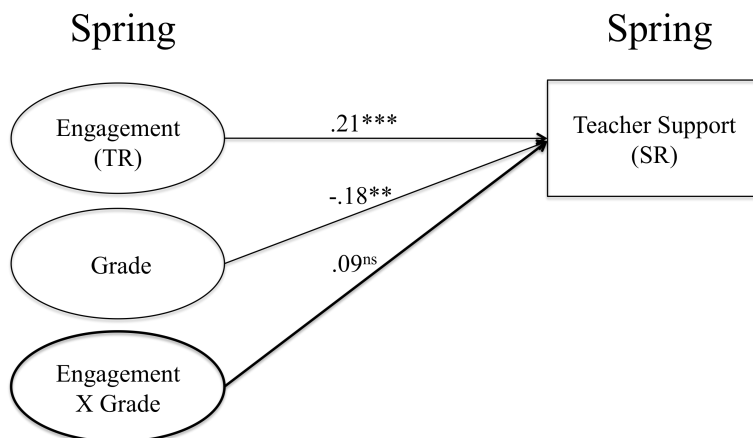 Spring
Spring
Engagement
(TR)
.21***
Teacher Support
(SR)
-.18**
Grade
.09ns
Engagement
X Grade